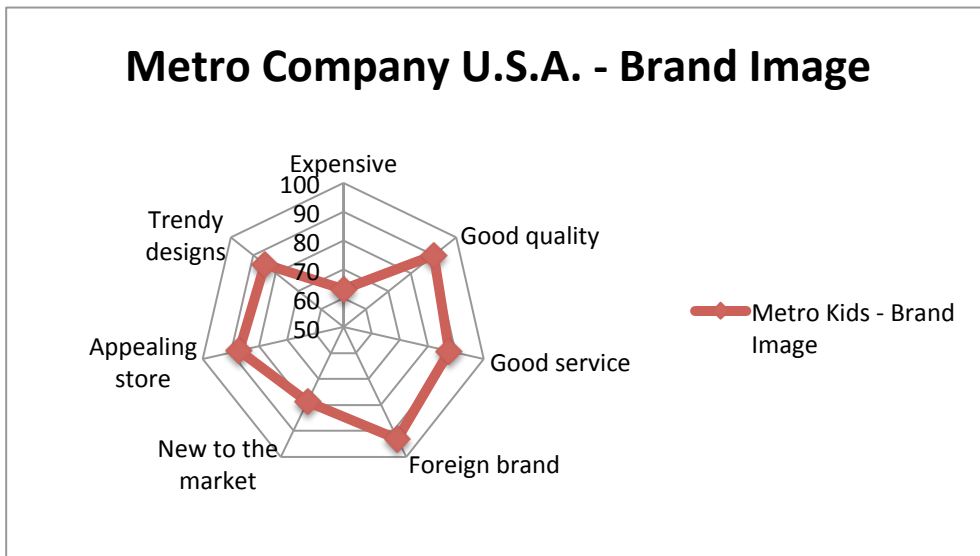 Metro Company U.S.A. - Brand Image
Expensive
100
90
80
70
60
50
Good quality
Good service
Foreign brand
New to the
market
Appealing
store
Trendy
designs
Metro Kids - Brand
Image